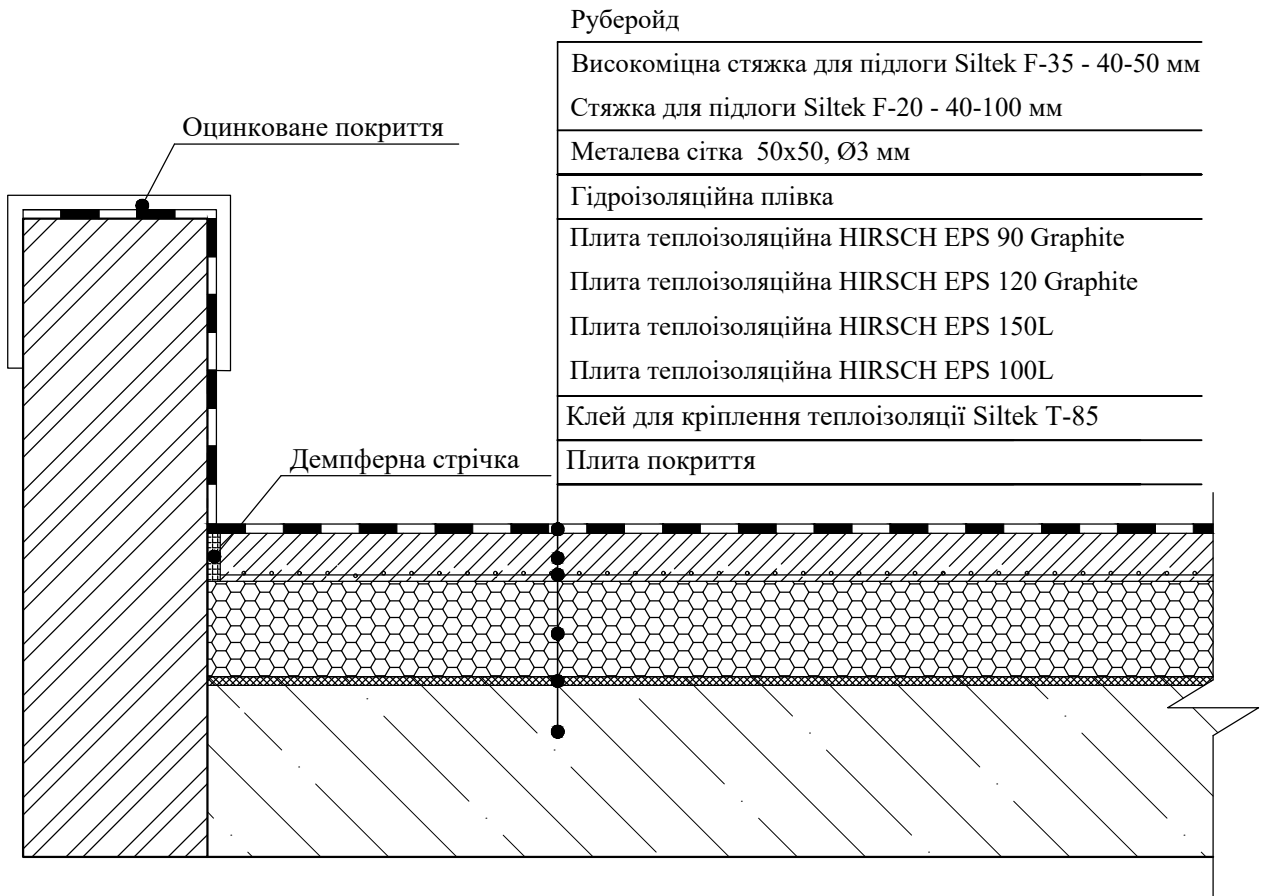 Руберойд
Високоміцна стяжка для підлоги Siltek F-35 - 40-50 мм
Стяжка для підлоги Siltek F-20 - 40-100 мм
Оцинковане покриття
Металева сітка 50x50, Ø3 мм
Гідроізоляційна плівка
Плита теплоізоляційна HIRSCH EPS 90 Graphite
Плита теплоізоляційна HIRSCH EPS 120 Graphite
Плита теплоізоляційна HIRSCH EPS 150L
Плита теплоізоляційна HIRSCH EPS 100L
Клей для кріплення теплоізоляції Siltek T-85
Демпферна стрічка
Плита покриття